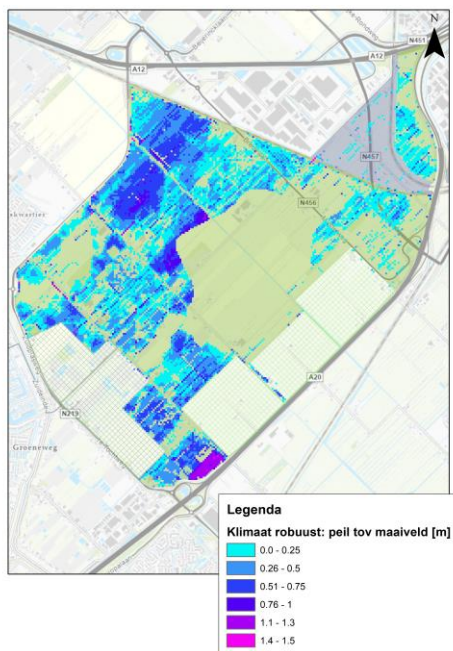 N
N451
A12
A12
N457
N456
A20
N219
Groeneweg
Legenda
Klimaat robuust: peil tov maaiveld [m]
0.0 - 0.25
0.26 - 0.5
0.51 - 0.75
0.76 - 1
1.1 - 1.3
1.4 - 1.5